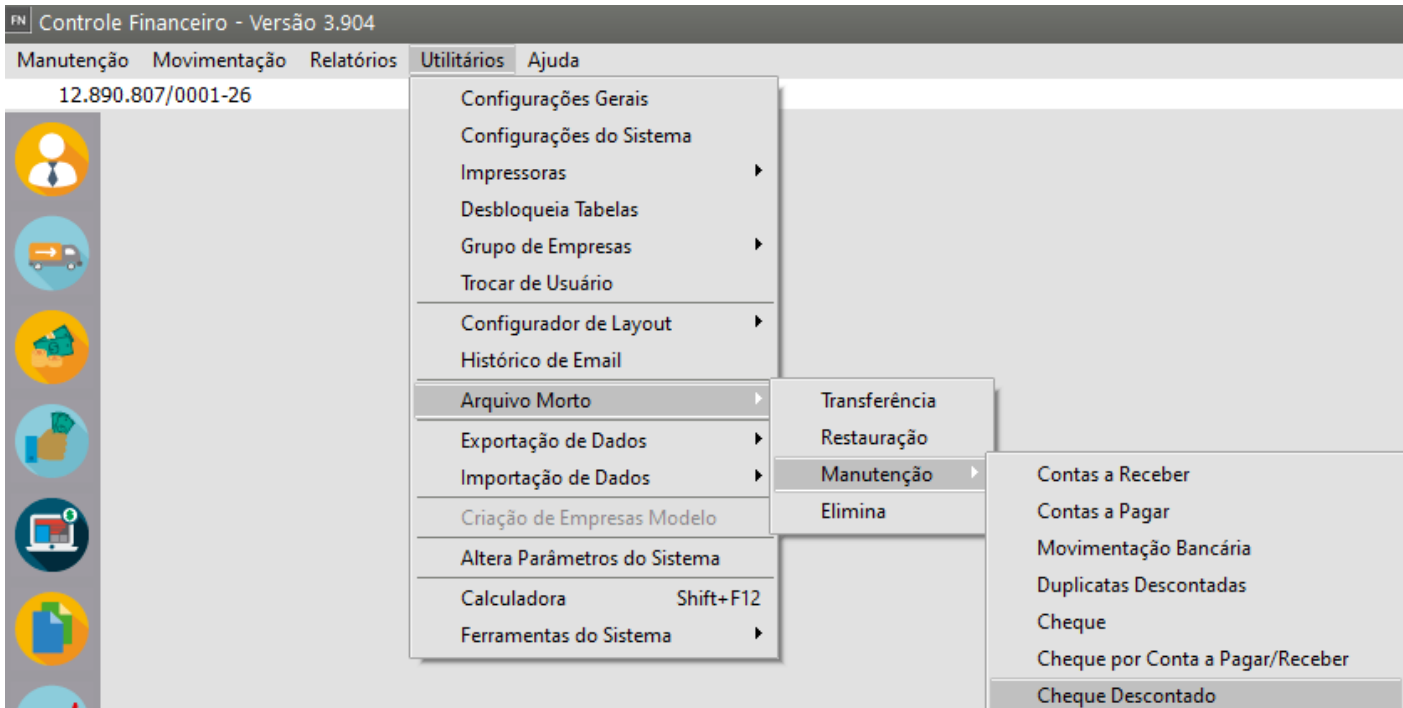 FN Controle Financeiro - Versão 3.904
Manutenção Movimentação Relatórios Utilitários Ajuda
12.890.807/0001-26
Configurações Gerais
Configurações do Sistema
Impressoras
Desbloqueia Tabelas
Grupo de Empresas
Trocar de Usuário
Configurador de Layout
Histórico de Email
Arquivo Morto
Exportação de Dados
Importação de Dados
Criação de Empresas Modelo
Altera Parâmetros do Sistema
Calculadora Shift+F12
Ferramentas do Sistema
Transferência
Restauração
Manutenção
Elimina
Contas a Receber
Contas a Pagar
Movimentação Bancária
Duplicatas Descontadas
Cheque
Cheque por Conta a Pagar/Receber
Cheque Descontado